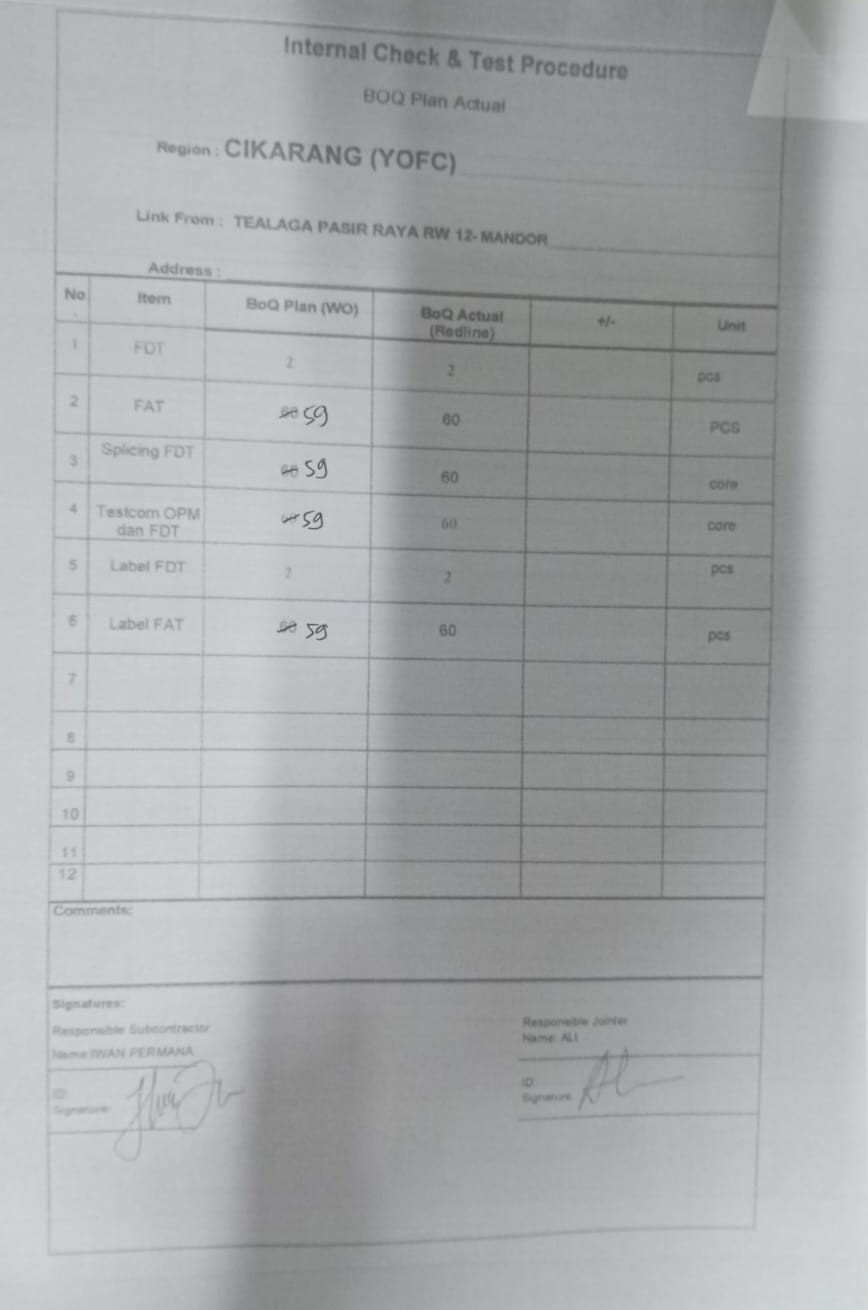 Internal Check & Test Procedure
BOQ Plan Actual
Region : CIKARANG (YOFC)
Link From : TEALAGA PASIR RAYA RW 12- MANDOR
Address :
No Item BoQ Plan (WO) BoQ Actual (Redline) +/- Unit
1 FDT 2 2 pcs
2 FAT 60 59 60 PCS
3 Splicing FDT 60 59 60 core
4 Testcom OPM dan FDT 60 59 60 core
5 Label FDT 2 2 pcs
6 Label FAT 60 59 60 pcs
7
8
9
10
11
12
Comments:
Signatures:
Responsible Subcontractor
Name:IWAN PERMANA
ID:
Signature:
Responsible Jointer
Name: ALI
ID:
Signature: